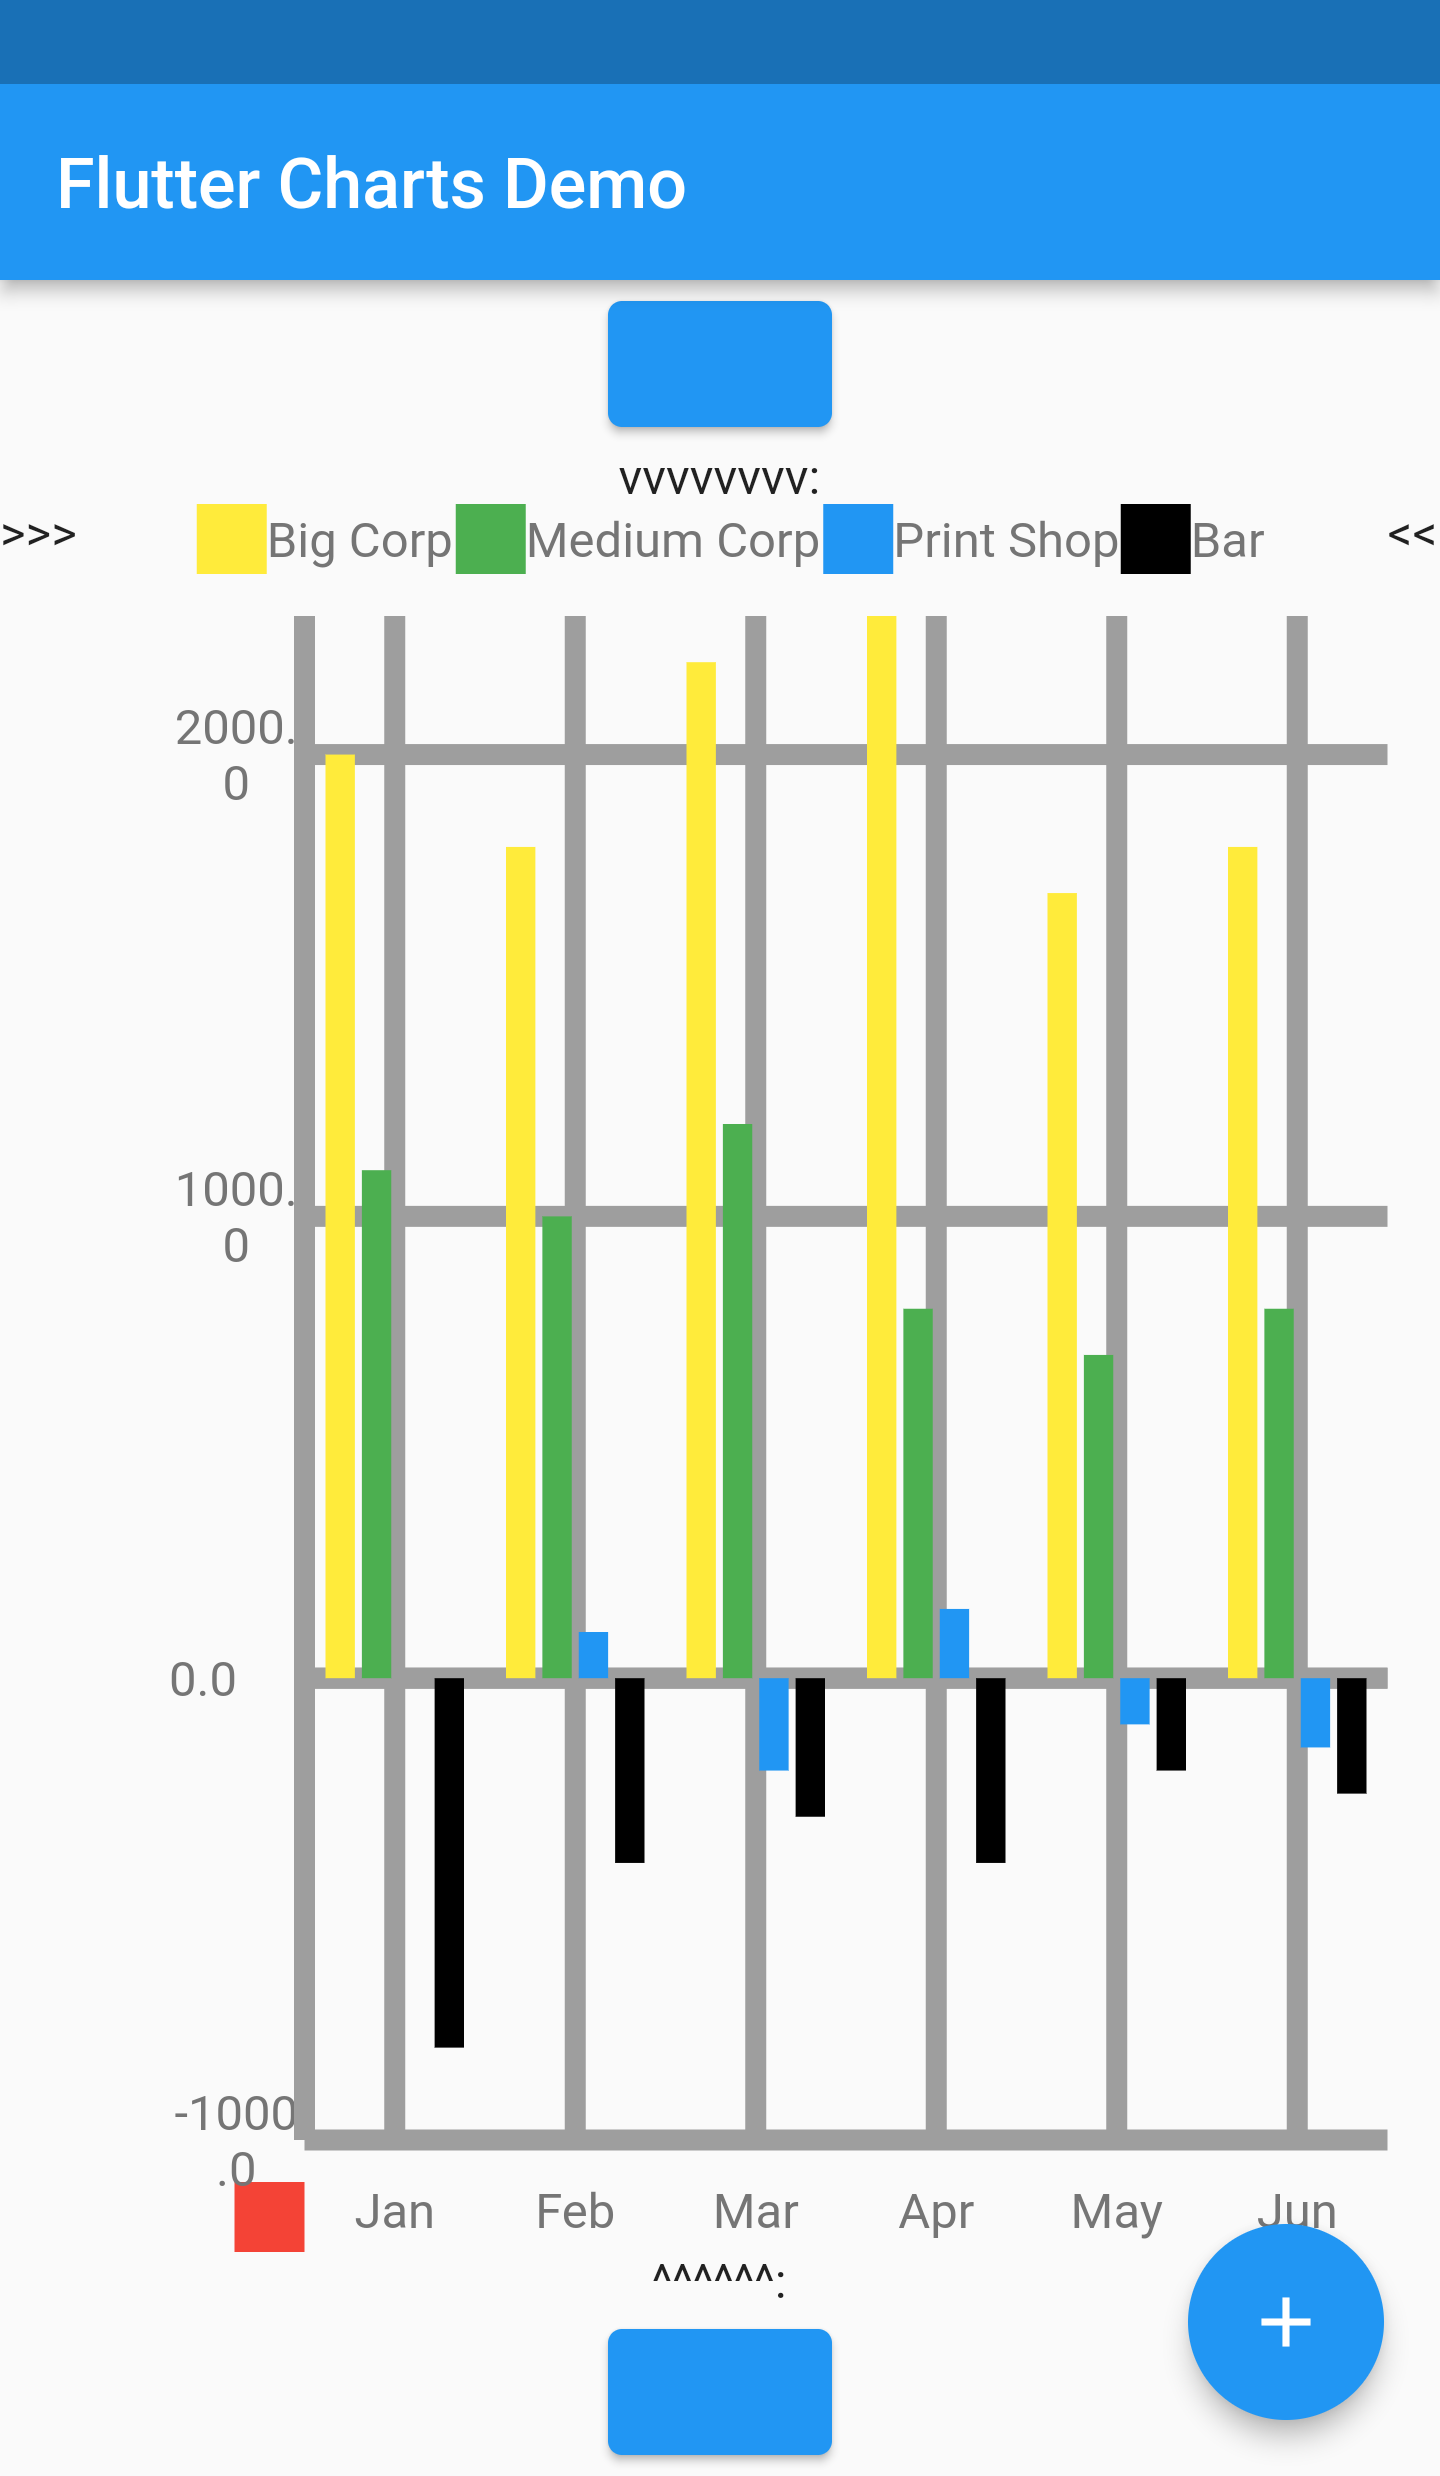 Flutter Charts Demo
vvvvvvvv:
>>>
Big Corp
Medium Corp
Print Shop
Bar
<<
2000.
0
1000.
0
0.0
-1000
.0
Jan
Feb
Mar
Apr
May
Jun
^^^^^^:
+